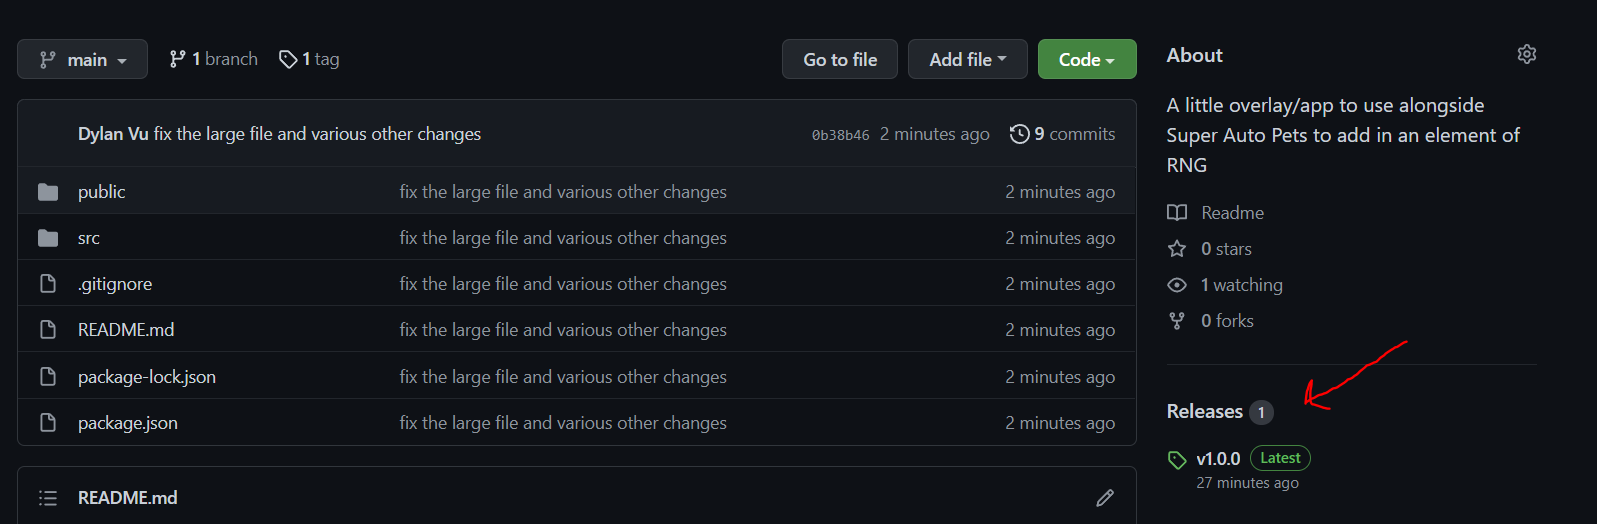 main
1 branch
1 tag
Go to file
Add file
Code
Dylan Vu fix the large file and various other changes
0b38b46 2 minutes ago
9 commits
public fix the large file and various other changes 2 minutes ago
src fix the large file and various other changes 2 minutes ago
.gitignore fix the large file and various other changes 2 minutes ago
README.md fix the large file and various other changes 2 minutes ago
package-lock.json fix the large file and various other changes 2 minutes ago
package.json fix the large file and various other changes 2 minutes ago
README.md
About
A little overlay/app to use alongside
Super Auto Pets to add in an element of
RNG
Readme
0 stars
1 watching
0 forks
Releases 1
v1.0.0 Latest
27 minutes ago